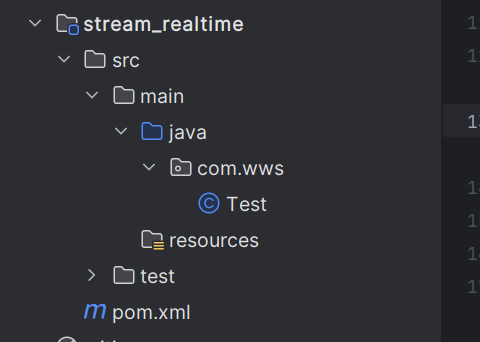 stream_realtime
src
main
java
com.wws
Test
resources
test
pom.xml